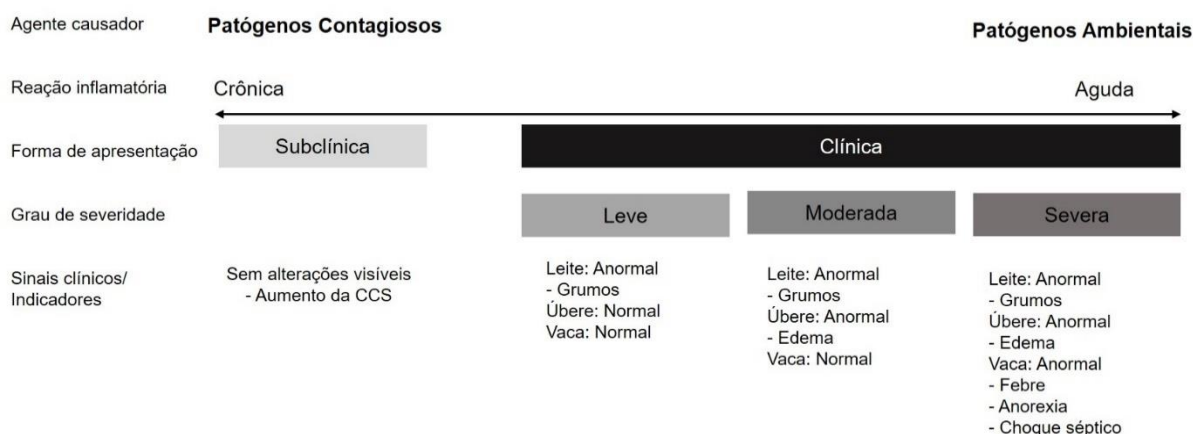 Agente causador
Patógenos Contagiosos
Patógenos Ambientais
Reação inflamatória
Crônica
Aguda
Forma de apresentação
Subclínica
Clínica
Grau de severidade
Leve
Moderada
Severa
Sinais clínicos/
Indicadores
Sem alterações visíveis
- Aumento da CCS
Leite: Anormal
- Grumos
Úbere: Normal
Vaca: Normal
Leite: Anormal
- Grumos
Úbere: Anormal
- Edema
Vaca: Normal
Leite: Anormal
- Grumos
Úbere: Anormal
- Edema
Vaca: Anormal
- Febre
- Anorexia
- Choque séptico